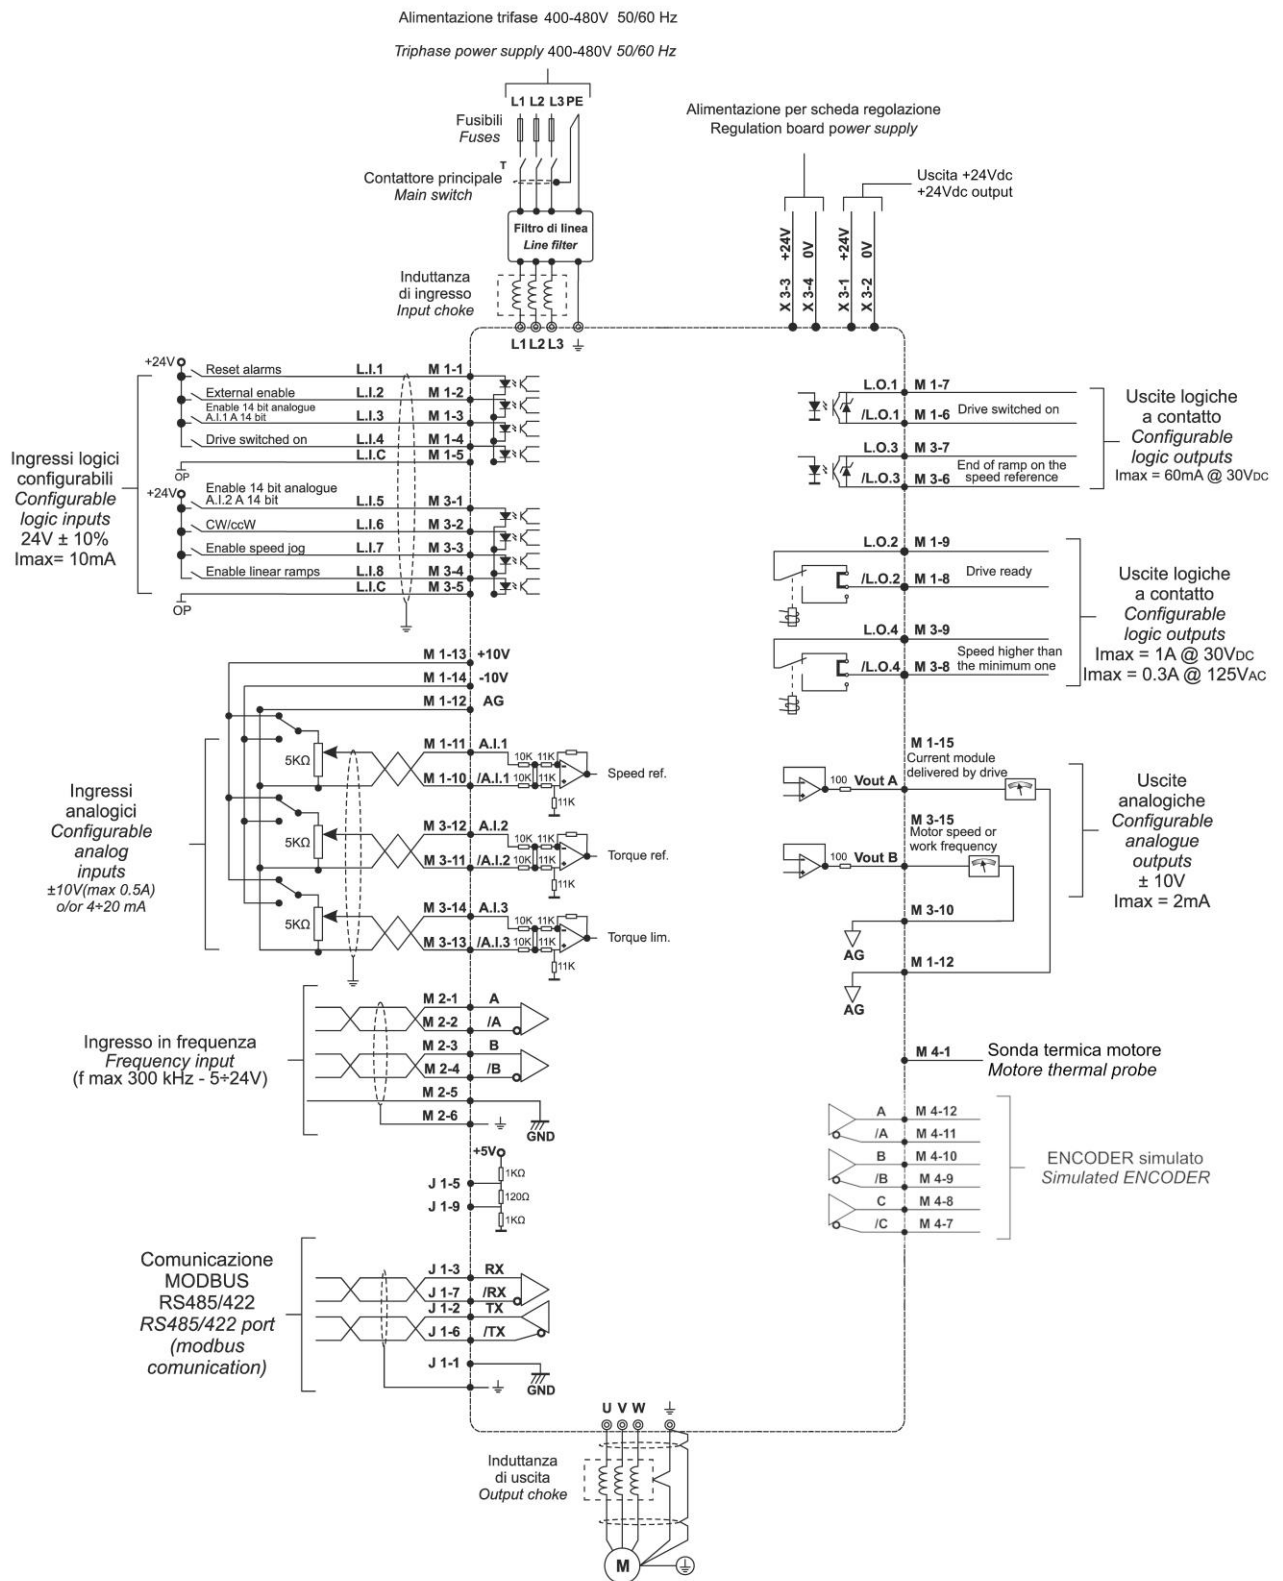 Alimentazione trifase 400-480V 50/60 Hz
Triphase power supply 400-480V 50/60 Hz
L1 L2 L3 PE
Fusibili
Fuses
T
Contattore principale
Main switch
Filtro di linea
Line filter
Induttanza
di ingresso
Input choke
L1 L2 L3
Alimentazione per scheda regolazione
Regulation board power supply
Uscita +24Vdc
+24Vdc output
X 3-3 +24V
X 3-4 0V
X 3-1 +24V
X 3-2 0V
Ingressi logici
configurabili
Configurable
logic inputs
24V ± 10%
Imax= 10mA
+24V
Reset alarms L.I.1 M 1-1
External enable L.I.2 M 1-2
Enable 14 bit analogue
A.I.1 A 14 bit L.I.3 M 1-3
Drive switched on L.I.4 M 1-4
L.I.C M 1-5
OP
+24V
Enable 14 bit analogue
A.I.2 A 14 bit L.I.5 M 3-1
CW/ccW L.I.6 M 3-2
Enable speed jog L.I.7 M 3-3
Enable linear ramps L.I.8 M 3-4
L.I.C M 3-5
OP
L.O.1 M 1-7
/L.O.1 M 1-6 Drive switched on
L.O.3 M 3-7
/L.O.3 M 3-6 End of ramp on the
speed reference
Uscite logiche
a contatto
Configurable
logic outputs
Imax = 60mA @ 30VDC
L.O.2 M 1-9
/L.O.2 M 1-8 Drive ready
L.O.4 M 3-9
/L.O.4 M 3-8 Speed higher than
the minimum one
Uscite logiche
a contatto
Configurable
logic outputs
Imax = 1A @ 30VDC
Imax = 0.3A @ 125VAC
M 1-13 +10V
M 1-14 -10V
M 1-12 AG
Ingressi
analogici
Configurable
analog
inputs
±10V(max 0.5A)
o/or 4÷20 mA
5KΩ
M 1-11 A.I.1
M 1-10 /A.I.1
10K 11K
10K 11K
11K
Speed ref.
5KΩ
M 3-12 A.I.2
M 3-11 /A.I.2
10K 11K
10K 11K
11K
Torque ref.
5KΩ
M 3-14 A.I.3
M 3-13 /A.I.3
10K 11K
10K 11K
11K
Torque lim.
M 1-15
Current module
delivered by drive
100 Vout A
M 3-15
Motor speed or
work frequency
100 Vout B
M 3-10
AG
M 1-12
AG
Uscite
analogiche
Configurable
analogue
outputs
± 10V
Imax = 2mA
Ingresso in frequenza
Frequency input
(f max 300 kHz - 5÷24V)
M 2-1 A
M 2-2 /A
M 2-3 B
M 2-4 /B
M 2-5
M 2-6
GND
M 4-1
Sonda termica motore
Motore thermal probe
A M 4-12
/A M 4-11
B M 4-10
/B M 4-9
C M 4-8
/C M 4-7
ENCODER simulato
Simulated ENCODER
+5V
1KΩ
J 1-5
120Ω
J 1-9
1KΩ
Comunicazione
MODBUS
RS485/422
RS485/422 port
(modbus
comunication)
J 1-3 RX
J 1-7 /RX
J 1-2 TX
J 1-6 /TX
J 1-1
GND
U V W
Induttanza
di uscita
Output choke
M